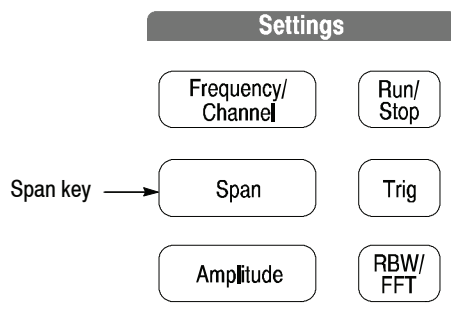 Settings
Frequency/
Channel
Run/
Stop
Span key
Span
Trig
Amplitude
RBW/
FFT